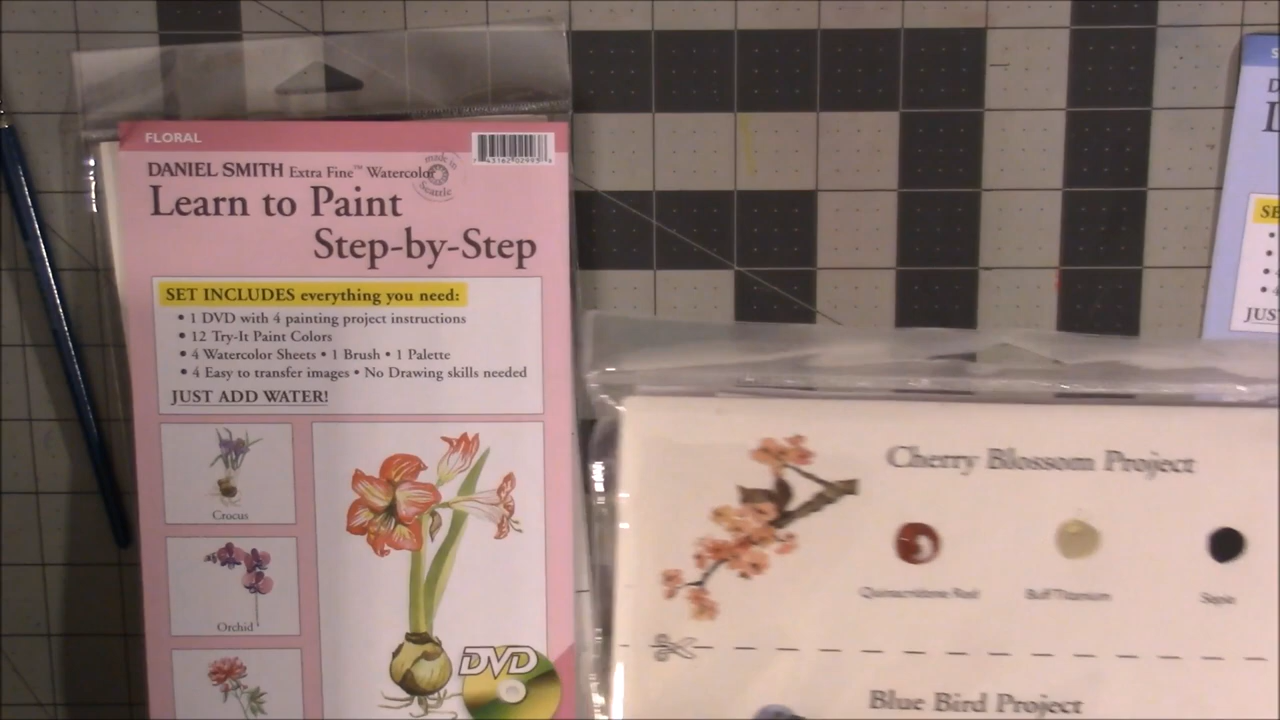 FLORAL
DANIEL SMITH Extra Fine™ Watercolor
made in Seattle
Learn to Paint
Step-by-Step
SET INCLUDES everything you need:
• 1 DVD with 4 painting project instructions
• 12 Try-It Paint Colors
• 4 Watercolor Sheets • 1 Brush • 1 Palette
• 4 Easy to transfer images • No Drawing skills needed
JUST ADD WATER!
Crocus
Orchid
DVD
Cherry Blossom Project
Quinacridone Red
Buff Titanium
Sepia
Blue Bird Project
SE
JUS